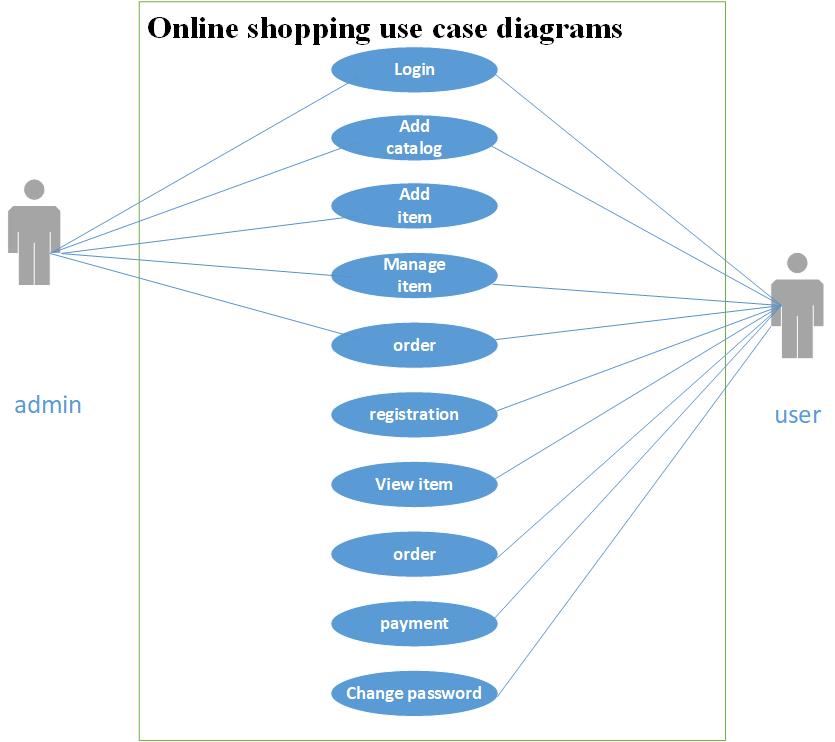 Online shopping use case diagrams
Login
Add
catalog
Add
item
Manage
item
order
admin
registration
user
View item
order
payment
Change password